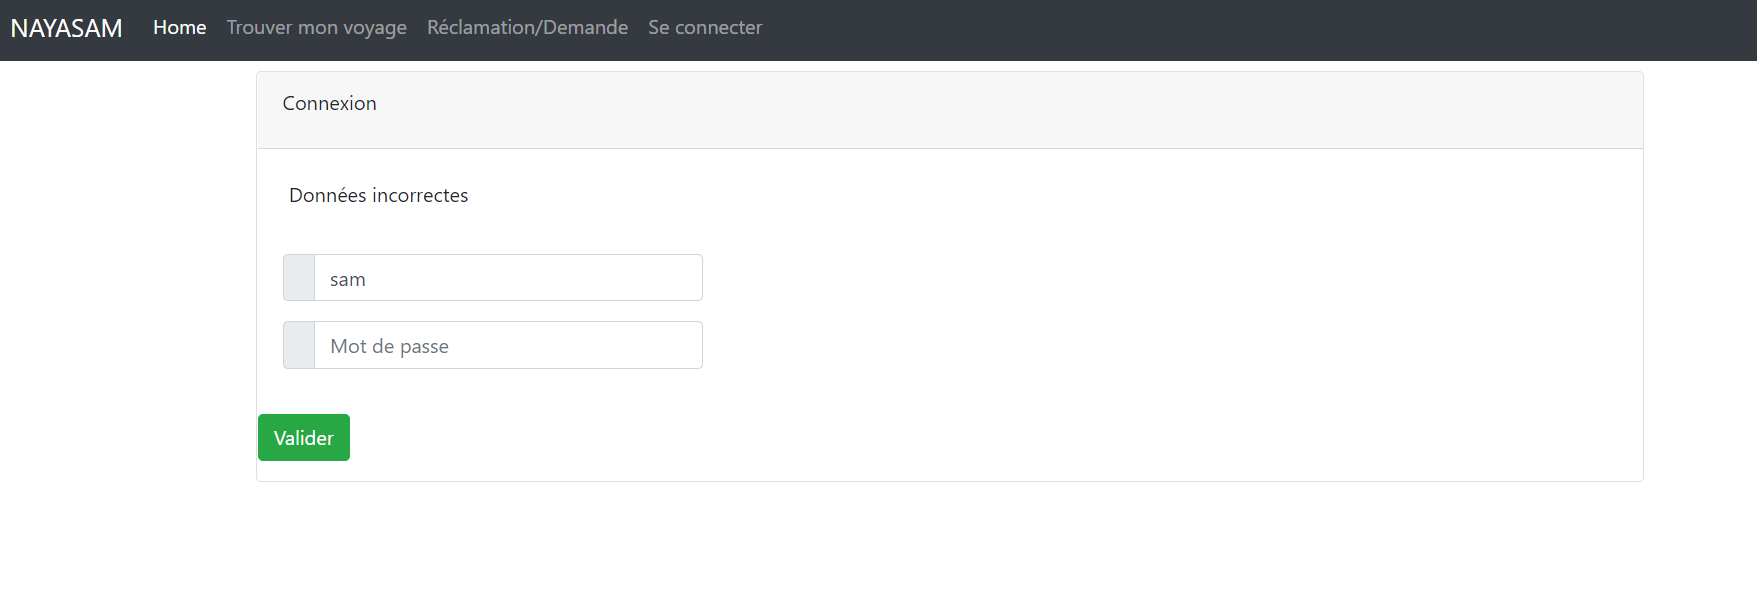 NAYASAM Home Trouver mon voyage Réclamation/Demande Se connecter
Connexion
Données incorrectes
sam
Mot de passe
Valider